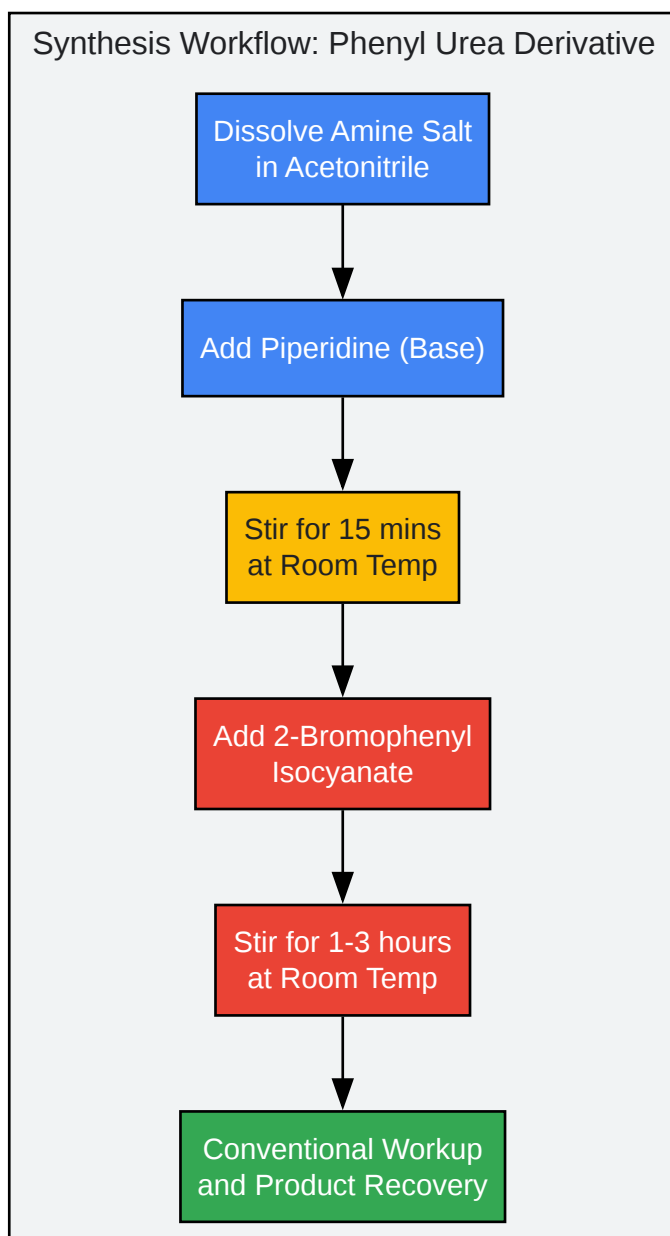 Synthesis Workflow: Phenyl Urea Derivative
Dissolve Amine Salt
in Acetonitrile
Add Piperidine (Base)
Stir for 15 mins
at Room Temp
Add 2-Bromophenyl
Isocyanate
Stir for 1-3 hours
at Room Temp
Conventional Workup
and Product Recovery